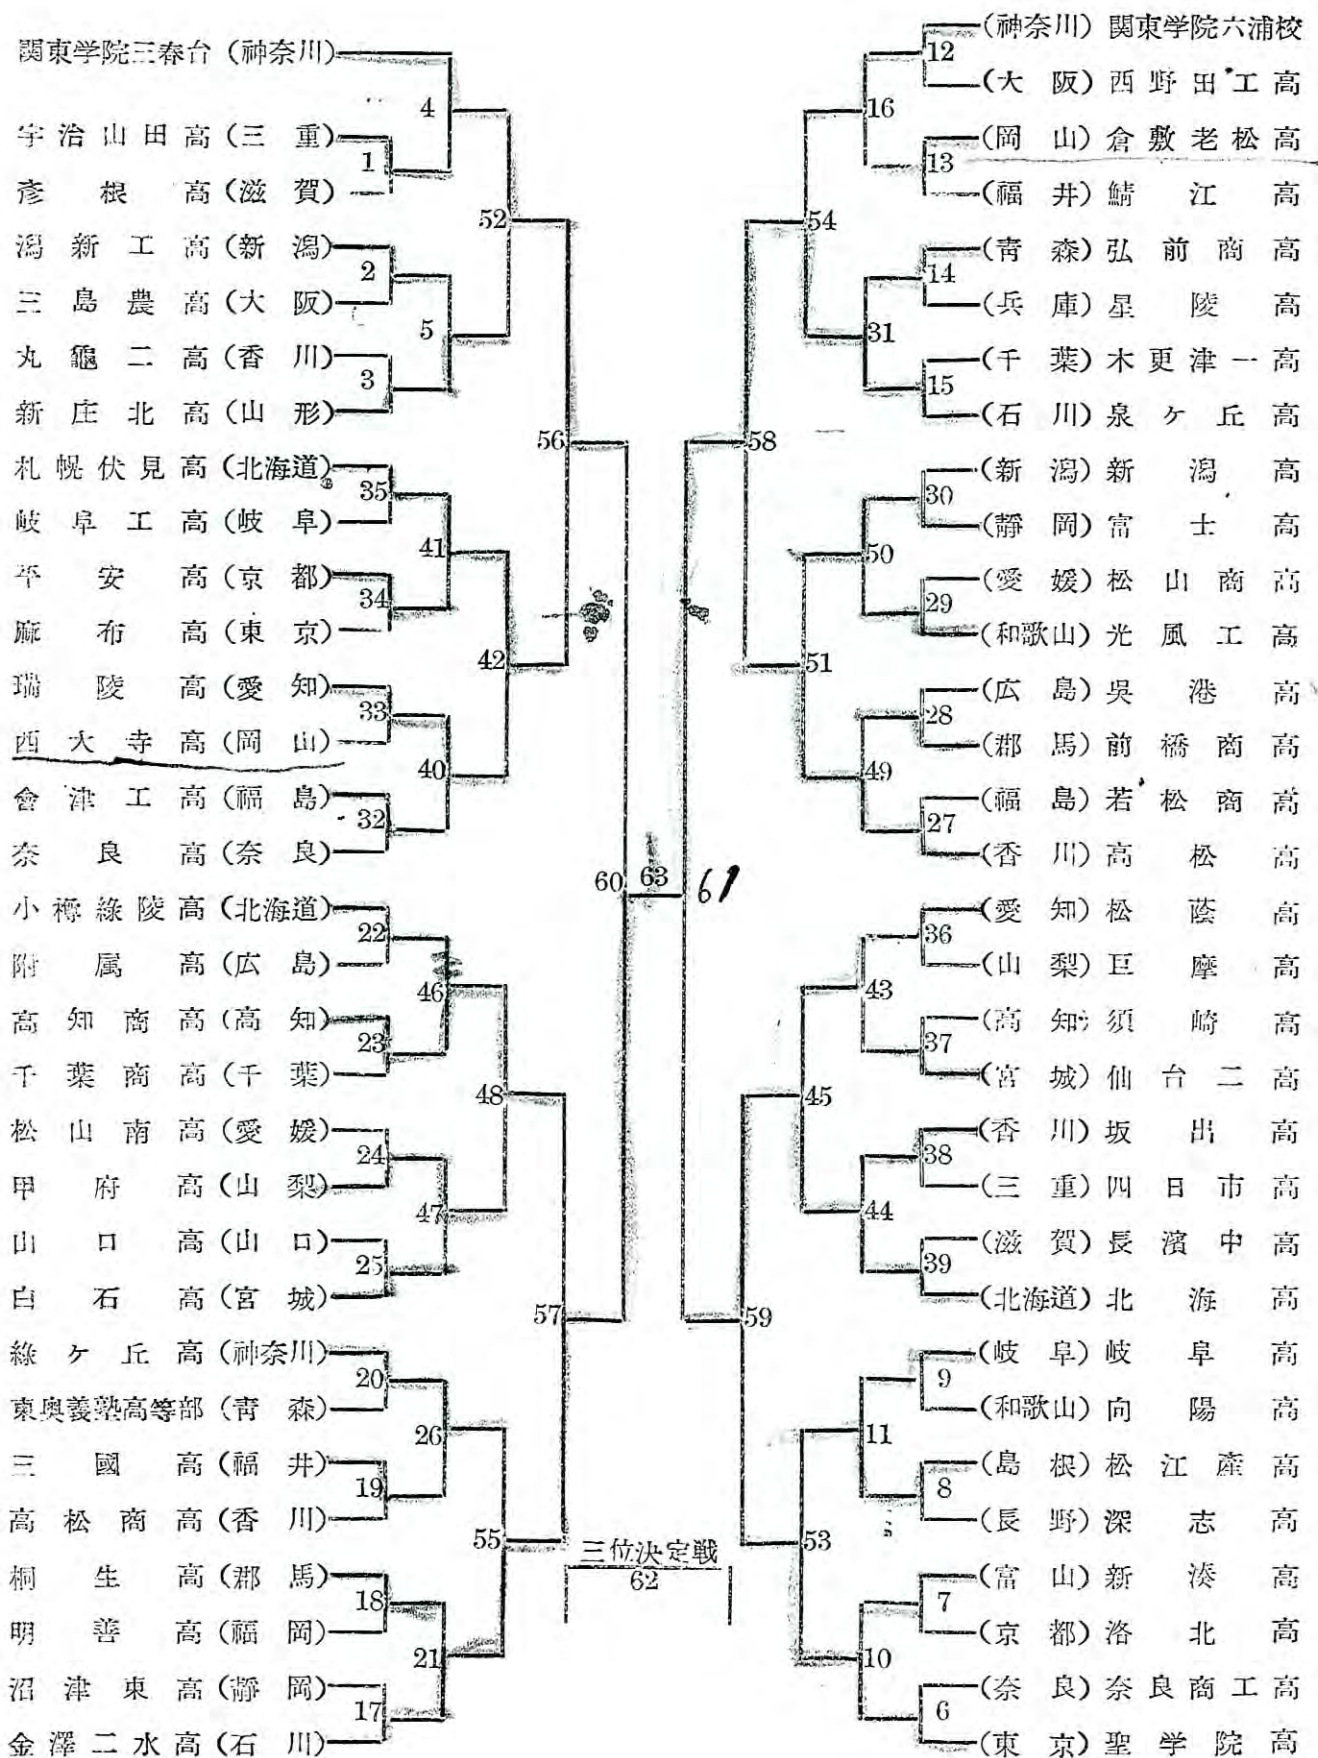 関東学院三春台（神奈川）
宇治山田高（三重）
彦根高（滋賀）
潟新工高（新潟）
三島農高（大阪）
丸龜二高（香川）
新庄北高（山形）
札幌伏見高（北海道）
岐阜工高（岐阜）
平安高（京都）
麻布高（東京）
瑞陵高（愛知）
西大寺高（岡山）
會津工高（福島）
奈良高（奈良）
小樽綠陵高（北海道）
附属高（広島）
高知商高（高知）
千葉商高（千葉）
松山南高（愛媛）
甲府高（山梨）
山口高（山口）
白石高（宮城）
綠ケ丘高（神奈川）
東奥義塾高等部（青森）
三國高（福井）
高松商高（香川）
桐生高（郡馬）
明善高（福岡）
沼津東高（静岡）
金澤二水高（石川）
4
1
2
5
3
52
35
41
34
42
33
40
32
56
22
46
23
48
24
47
25
57
20
26
19
55
18
21
17
60
63
61
三位決定戦
62
12
16
13
54
14
31
15
58
30
50
29
51
28
49
27
36
43
37
45
38
44
39
59
9
11
8
53
7
10
6
（神奈川）関東学院六浦校
（大阪）西野田工高
（岡山）倉敷老松高
（福井）鯖江高
（青森）弘前商高
（兵庫）星陵高
（千葉）木更津一高
（石川）泉ケ丘高
（新潟）新潟高
（静岡）富士高
（愛媛）松山商高
（和歌山）光風工高
（広島）吳港高
（郡馬）前橋商高
（福島）若松商高
（香川）高松高
（愛知）松蔭高
（山梨）巨摩高
（高知）須崎高
（宮城）仙台二高
（香川）坂出高
（三重）四日市高
（滋賀）長濱中高
（北海道）北海高
（岐阜）岐阜高
（和歌山）向陽高
（島根）松江産高
（長野）深志高
（富山）新湊高
（京都）洛北高
（奈良）奈良商工高
（東京）聖学院高